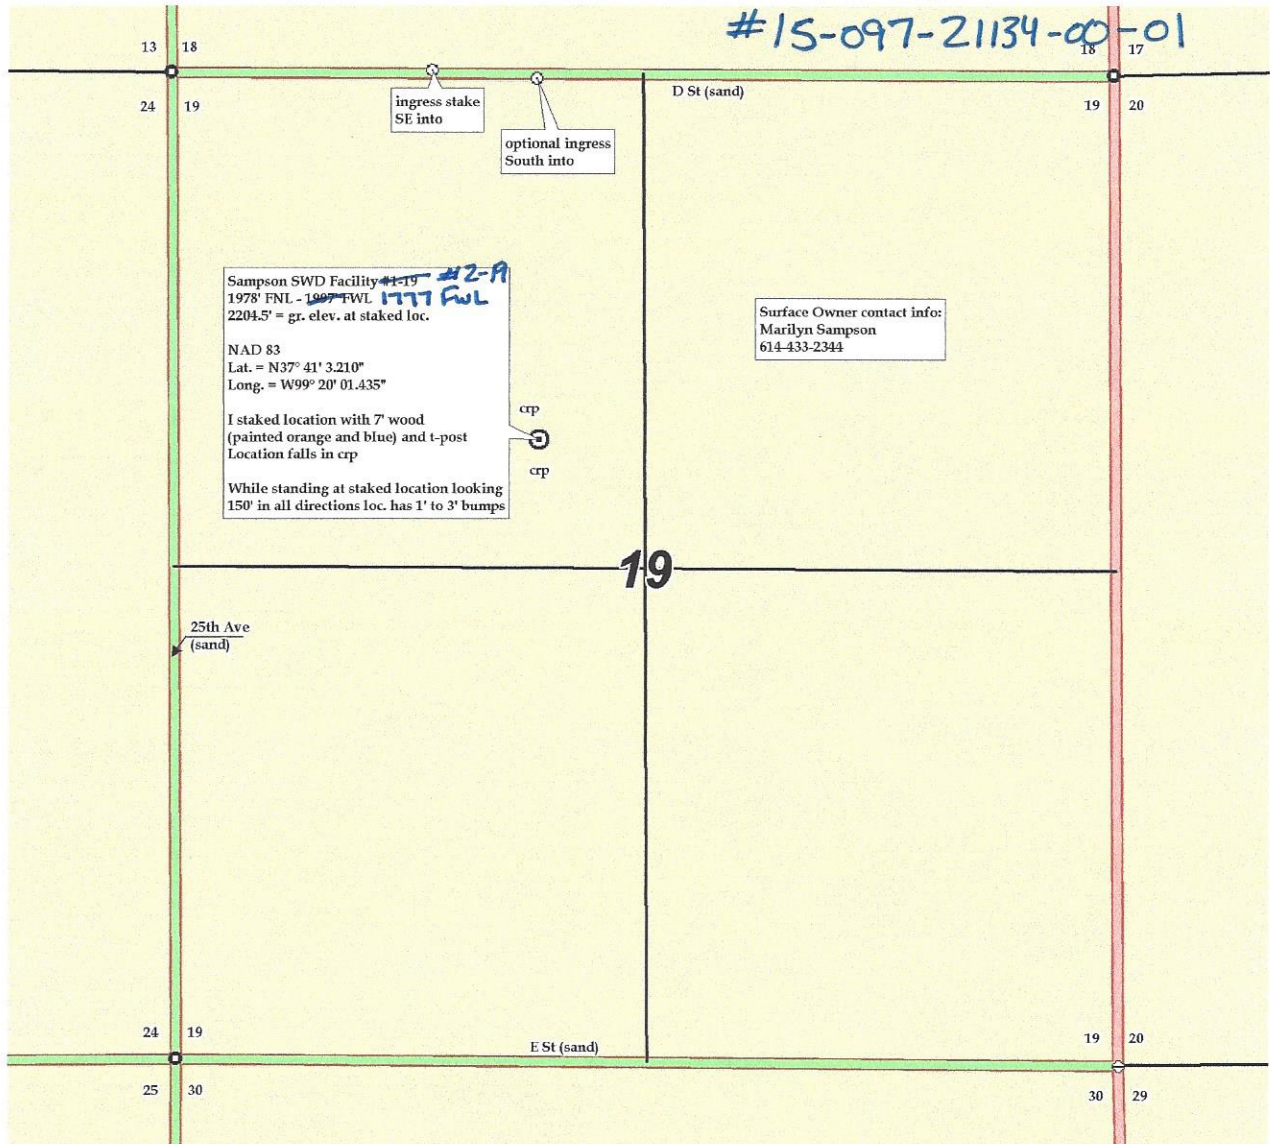 #15-097-21134-00-01
13 18
18 17
24 19
19 20
ingress stake
SE into
D St (sand)
optional ingress
South into
Sampson SWD Facility #1-19 #2-19
1978' FNL - 1997' FWL 1777 FWL
2204.5' = gr. elev. at staked loc.
NAD 83
Lat. = N37° 41' 3.210"
Long. = W99° 20' 01.435"
I staked location with 7' wood
(painted orange and blue) and t-post
Location falls in crp
While standing at staked location looking
150' in all directions loc. has 1' to 3' bumps
crp
crp
Surface Owner contact info:
Marilyn Sampson
614-433-2344
19
25th Ave
(sand)
24 19
E St (sand)
19 20
25 30
30 29